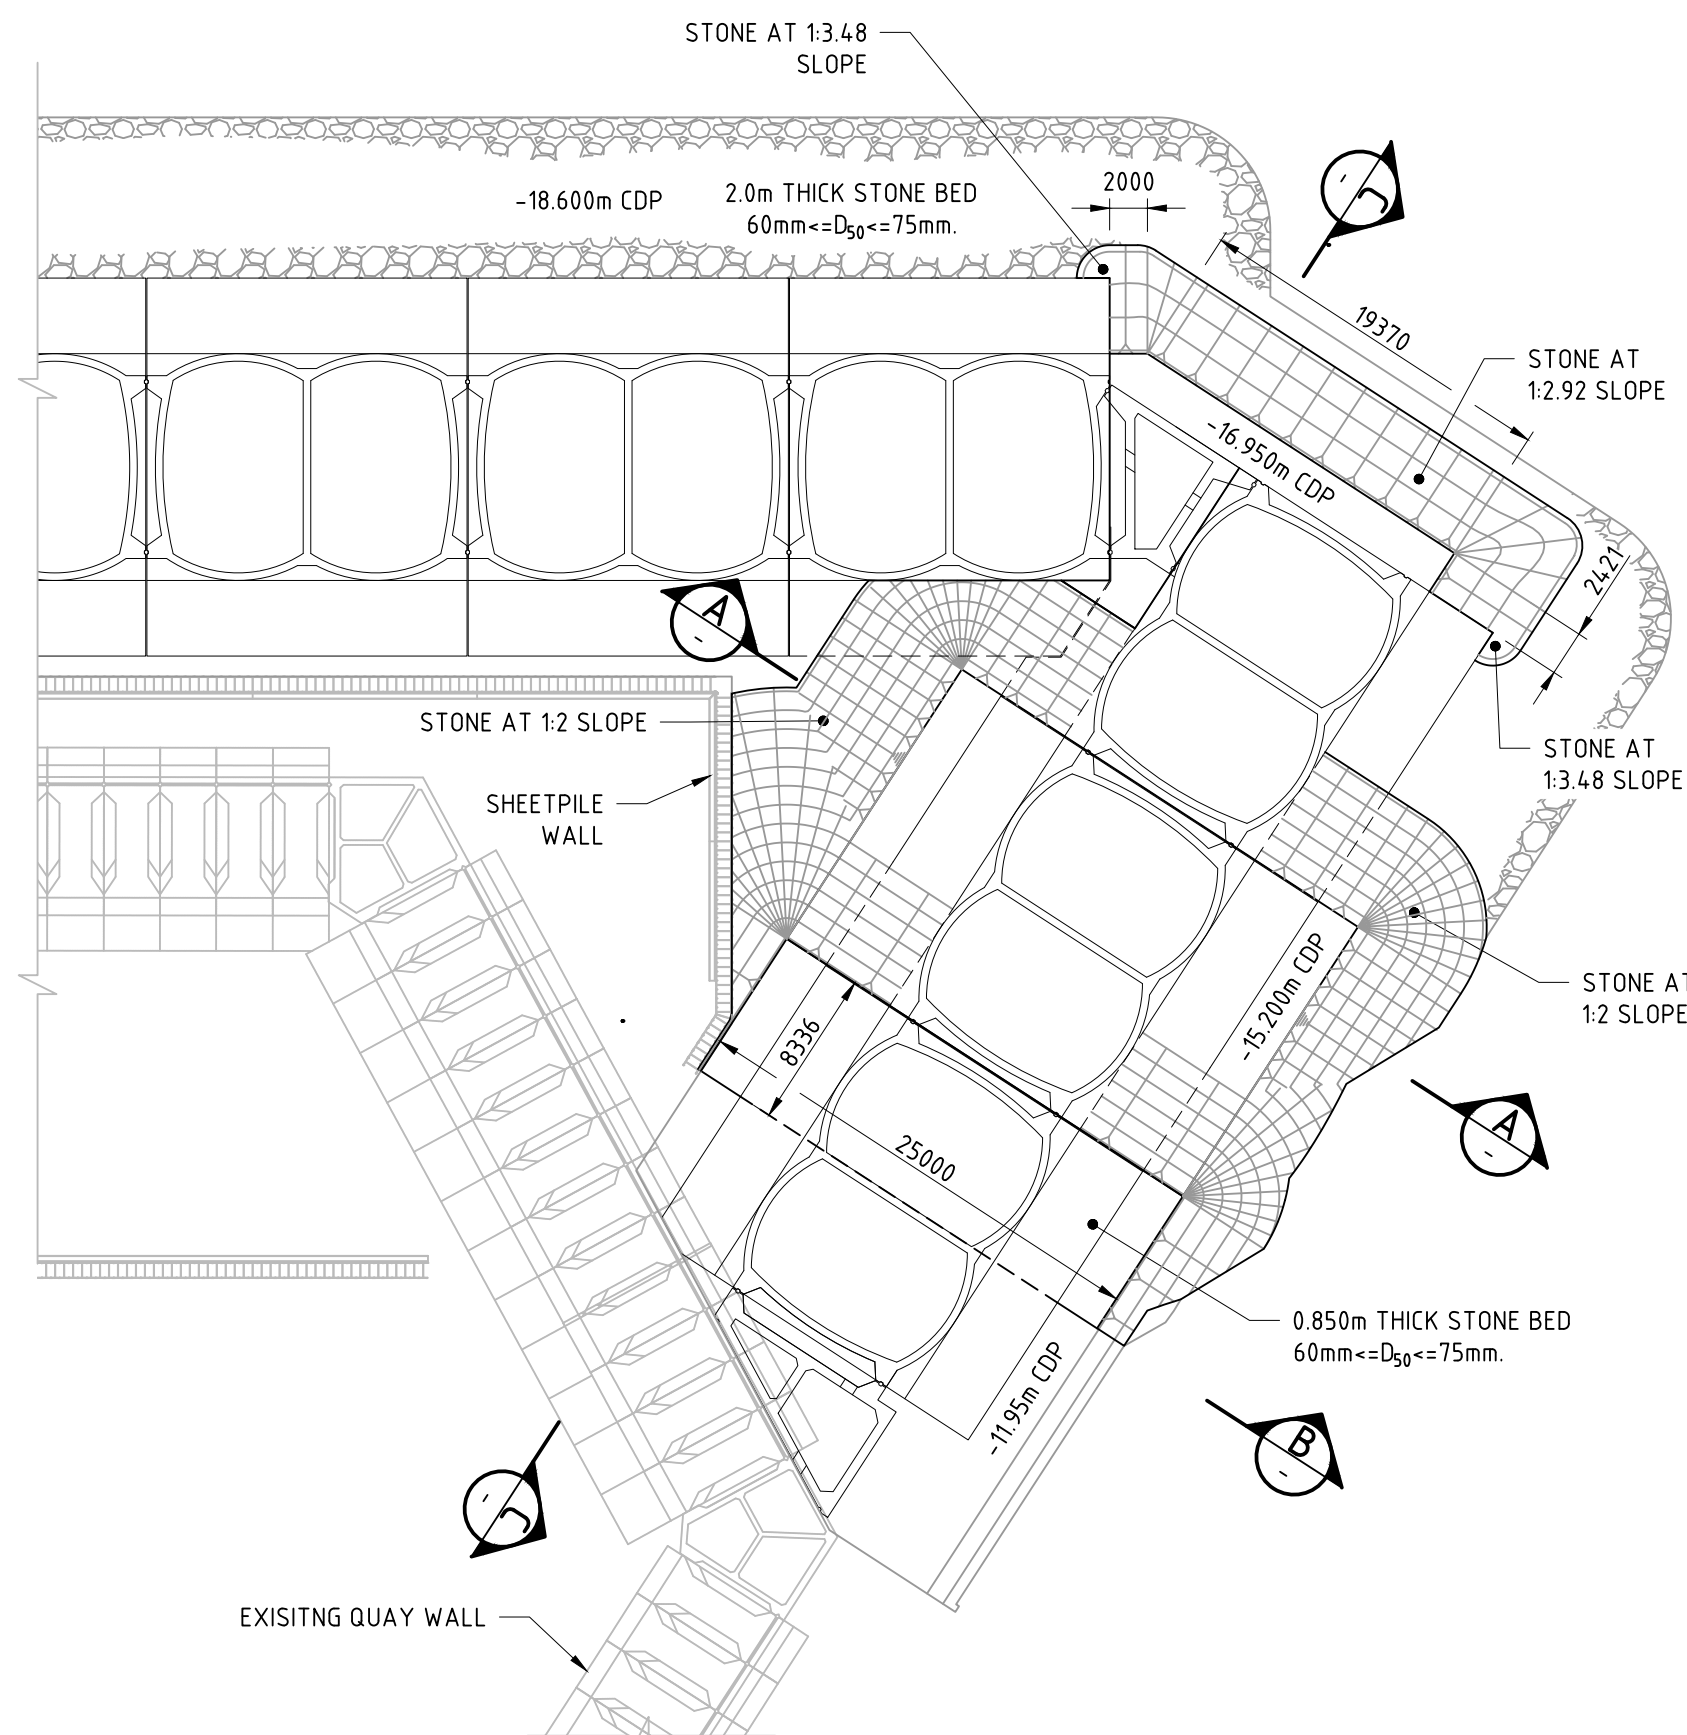 STONE AT 1:3.48
SLOPE
-18.600m CDP
2.0m THICK STONE BED
60mm<=D50<=75mm.
2000
J
-
19370
STONE AT
1:2.92 SLOPE
-16.950m CDP
2421
A
-
STONE AT 1:2 SLOPE
STONE AT
1:3.48 SLOPE
SHEETPILE
WALL
-15.200m CDP
STONE AT
1:2 SLOPE
8336
25000
A
-
0.850m THICK STONE BED
60mm<=D50<=75mm.
-11.95m CDP
B
-
J
-
EXISITNG QUAY WALL